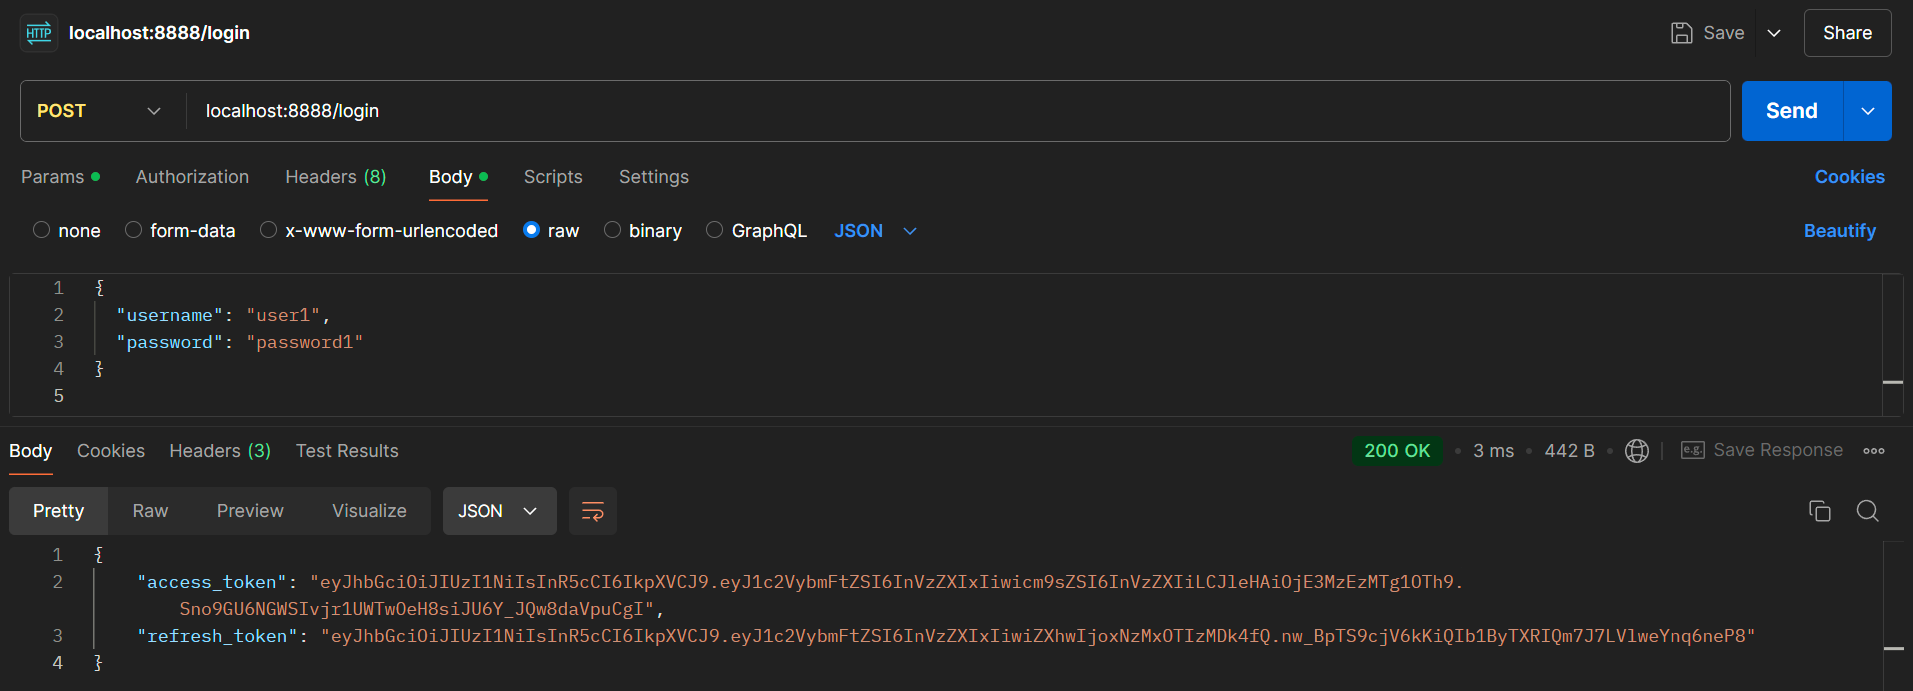 HTTP localhost:8888/login Save Share
POST localhost:8888/login Send
Params Authorization Headers (8) Body Scripts Settings Cookies
none form-data x-www-form-urlencoded raw binary GraphQL JSON Beautify
1 {
2 "username": "user1",
3 "password": "password1"
4 }
5
Body Cookies Headers (3) Test Results 200 OK 3 ms 442 B e.g. Save Response
Pretty Raw Preview Visualize JSON
1 {
2 "access_token": "eyJhbGciOiJIUzI1NiIsInR5cCI6IkpXVCJ9.eyJ1c2VybmFtZSI6InVzZXIxIiwicm9sZSI6InVzZXIiLCJleHAiOjE3MzEzMTg1OTh9.
Sno9GU6NGWSIvjr1UWTwOeH8siJU6Y_JQw8daVpuCgI",
3 "refresh_token": "eyJhbGciOiJIUzI1NiIsInR5cCI6IkpXVCJ9.eyJ1c2VybmFtZSI6InVzZXIxIiwiZXhwIjoxNzMxOTIzMDk4fQ.nw_BpTS9cjV6kKiQIb1ByTXRIQm7J7LVlweYnq6neP8"
4 }